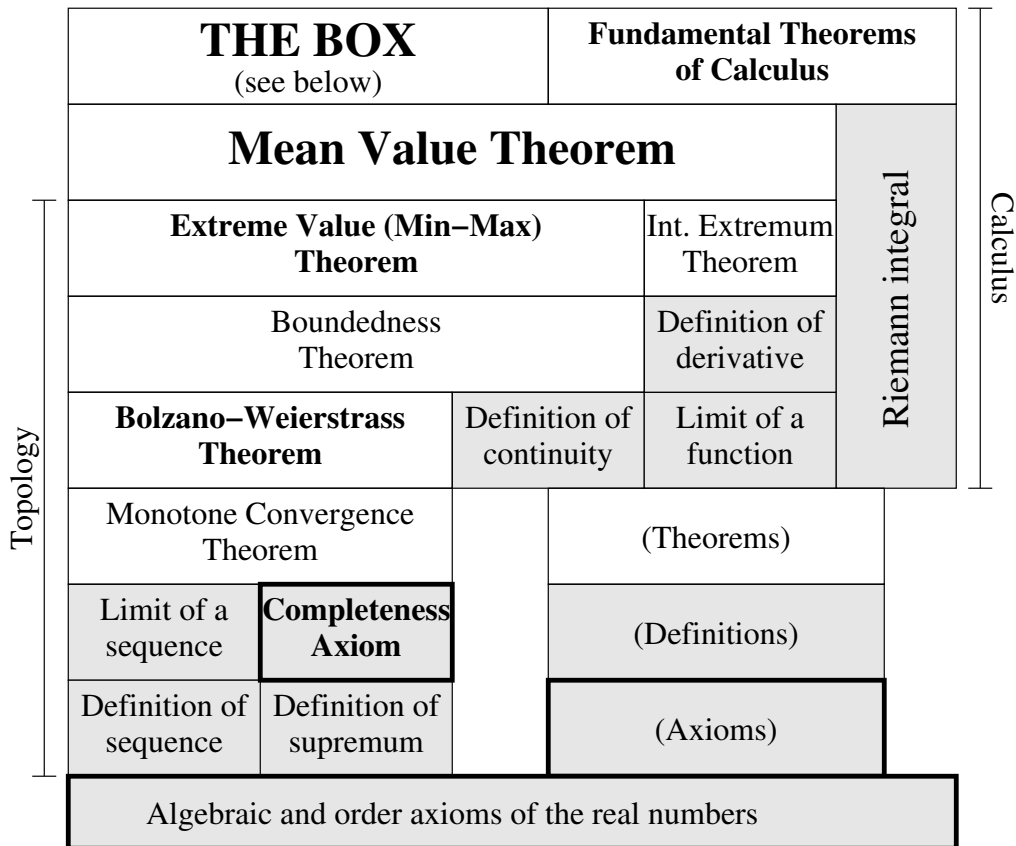 THE BOX
(see below)
Fundamental Theorems
of Calculus
Mean Value Theorem
Riemann integral
Calculus
Extreme Value (Min–Max)
Theorem
Int. Extremum
Theorem
Boundedness
Theorem
Definition of
derivative
Topology
Bolzano–Weierstrass
Theorem
Definition of
continuity
Limit of a
function
Monotone Convergence
Theorem
(Theorems)
Limit of a
sequence
Completeness
Axiom
(Definitions)
Definition of
sequence
Definition of
supremum
(Axioms)
Algebraic and order axioms of the real numbers